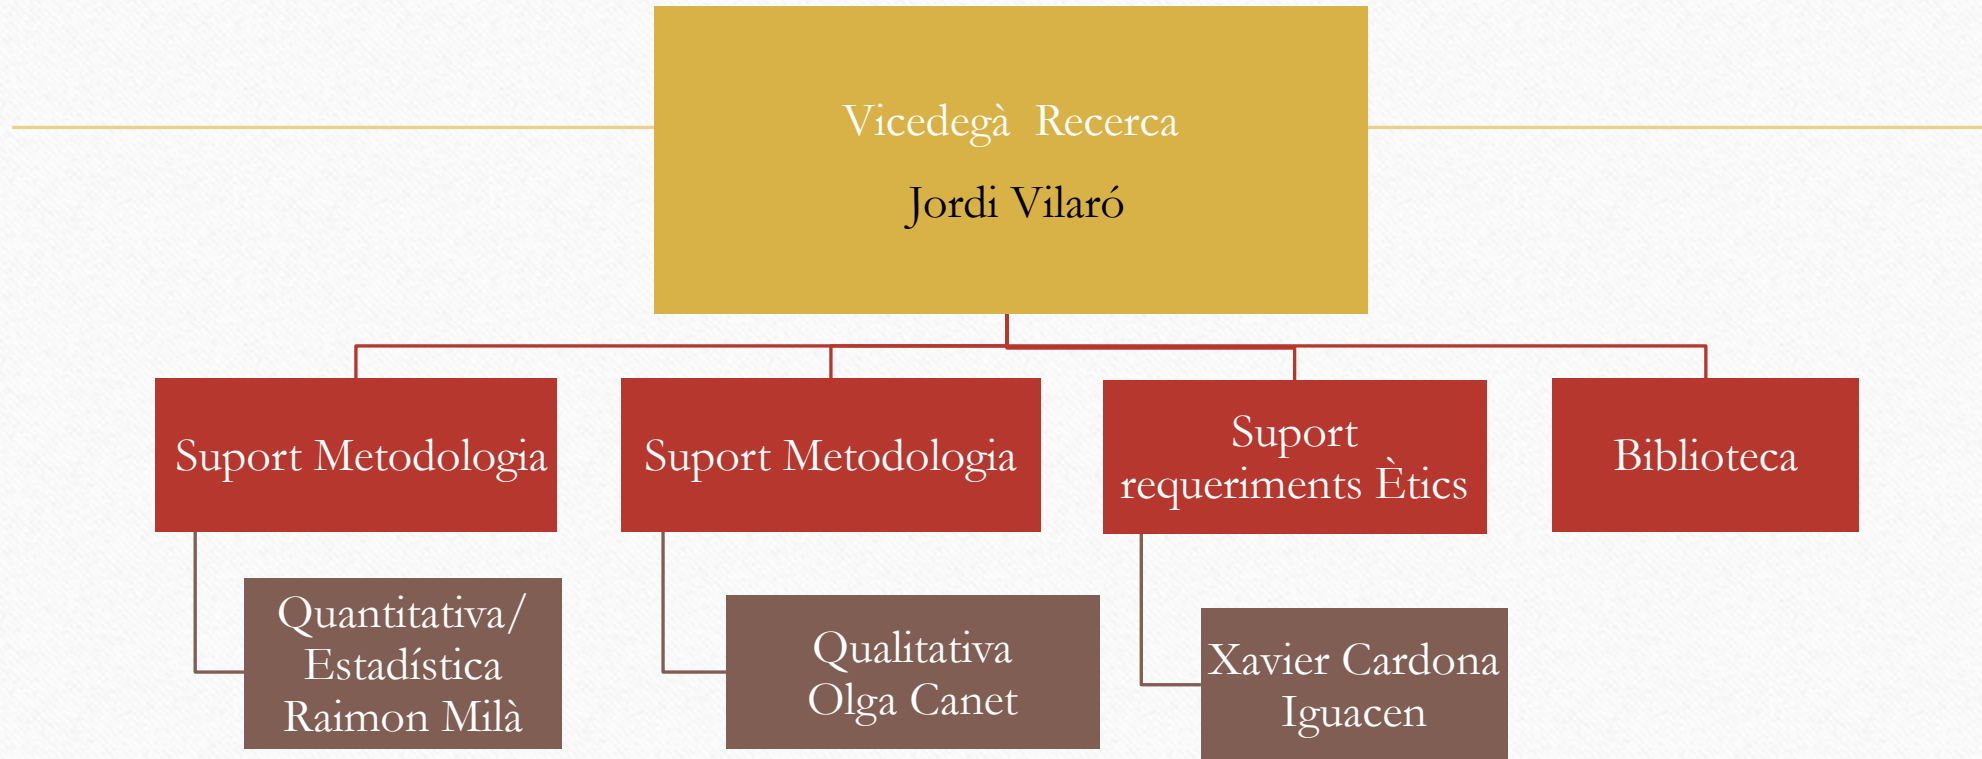 Vicedegà Recerca
Jordi Vilaró
Suport Metodologia
Suport Metodologia
Suport
requeriments Ètics
Biblioteca
Quantitativa/
Estadística
Raimon Milà
Qualitativa
Olga Canet
Xavier Cardona
Iguacen